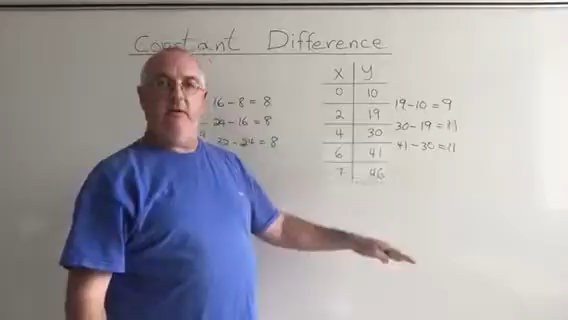 Constant Difference
x y
0 10
2 19
4 30
6 41
7 46
16 - 8 = 8
24 - 16 = 8
32 - 24 = 8
19 - 10 = 9
30 - 19 = 11
41 - 30 = 11